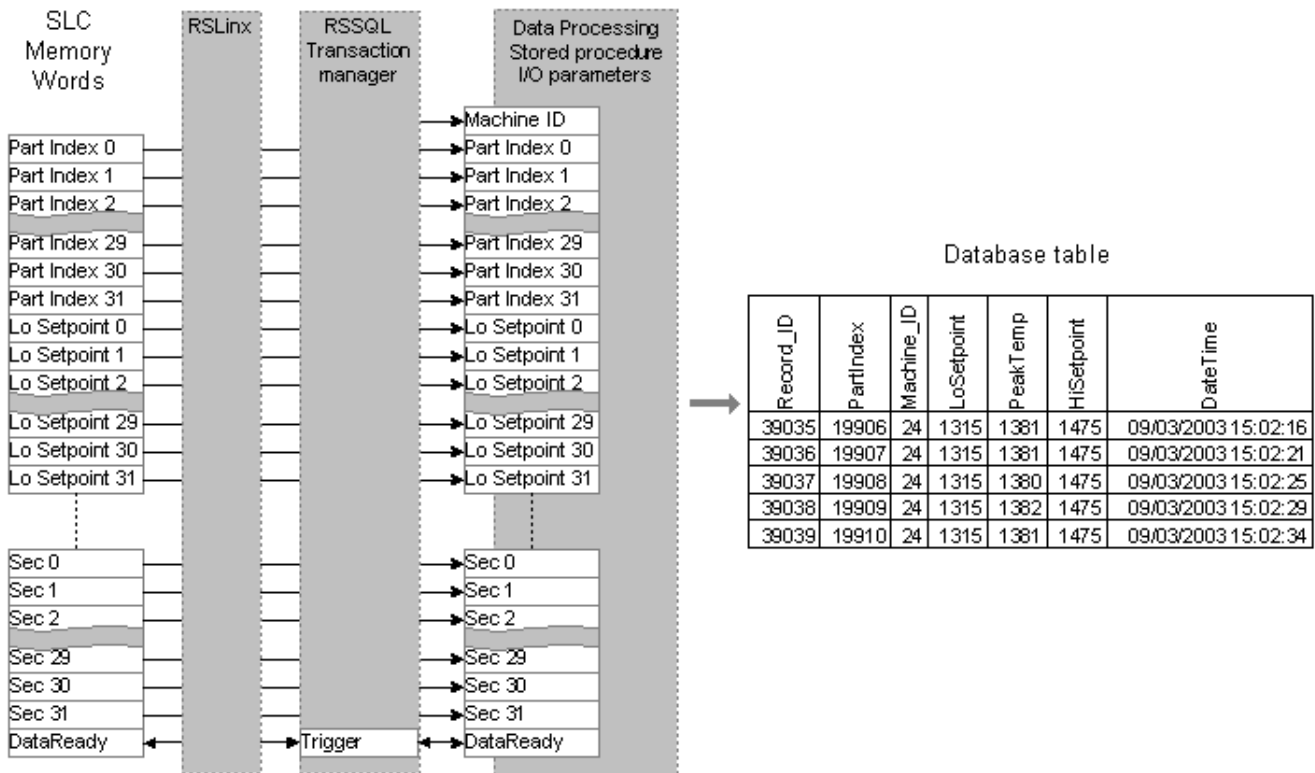 SLC
Memory
Words
RSLinx
RSSQL
Transaction
manager
Data Processing
Stored procedure
I/O parameters
Machine ID
Part Index 0
Part Index 1
Part Index 2
Part Index 29
Part Index 30
Part Index 31
Lo Setpoint 0
Lo Setpoint 1
Lo Setpoint 2
Lo Setpoint 29
Lo Setpoint 30
Lo Setpoint 31
Sec 0
Sec 1
Sec 2
Sec 29
Sec 30
Sec 31
DataReady
Trigger
Part Index 0
Part Index 1
Part Index 2
Part Index 29
Part Index 30
Part Index 31
Lo Setpoint 0
Lo Setpoint 1
Lo Setpoint 2
Lo Setpoint 29
Lo Setpoint 30
Lo Setpoint 31
Sec 0
Sec 1
Sec 2
Sec 29
Sec 30
Sec 31
DataReady
Database table
Record_ID PartIndex Machine_ID LoSetpoint PeakTemp HiSetpoint DateTime
39035 19906 24 1315 1381 1475 09/03/2003 15:02:16
39036 19907 24 1315 1381 1475 09/03/2003 15:02:21
39037 19908 24 1315 1380 1475 09/03/2003 15:02:25
39038 19909 24 1315 1382 1475 09/03/2003 15:02:29
39039 19910 24 1315 1381 1475 09/03/2003 15:02:34